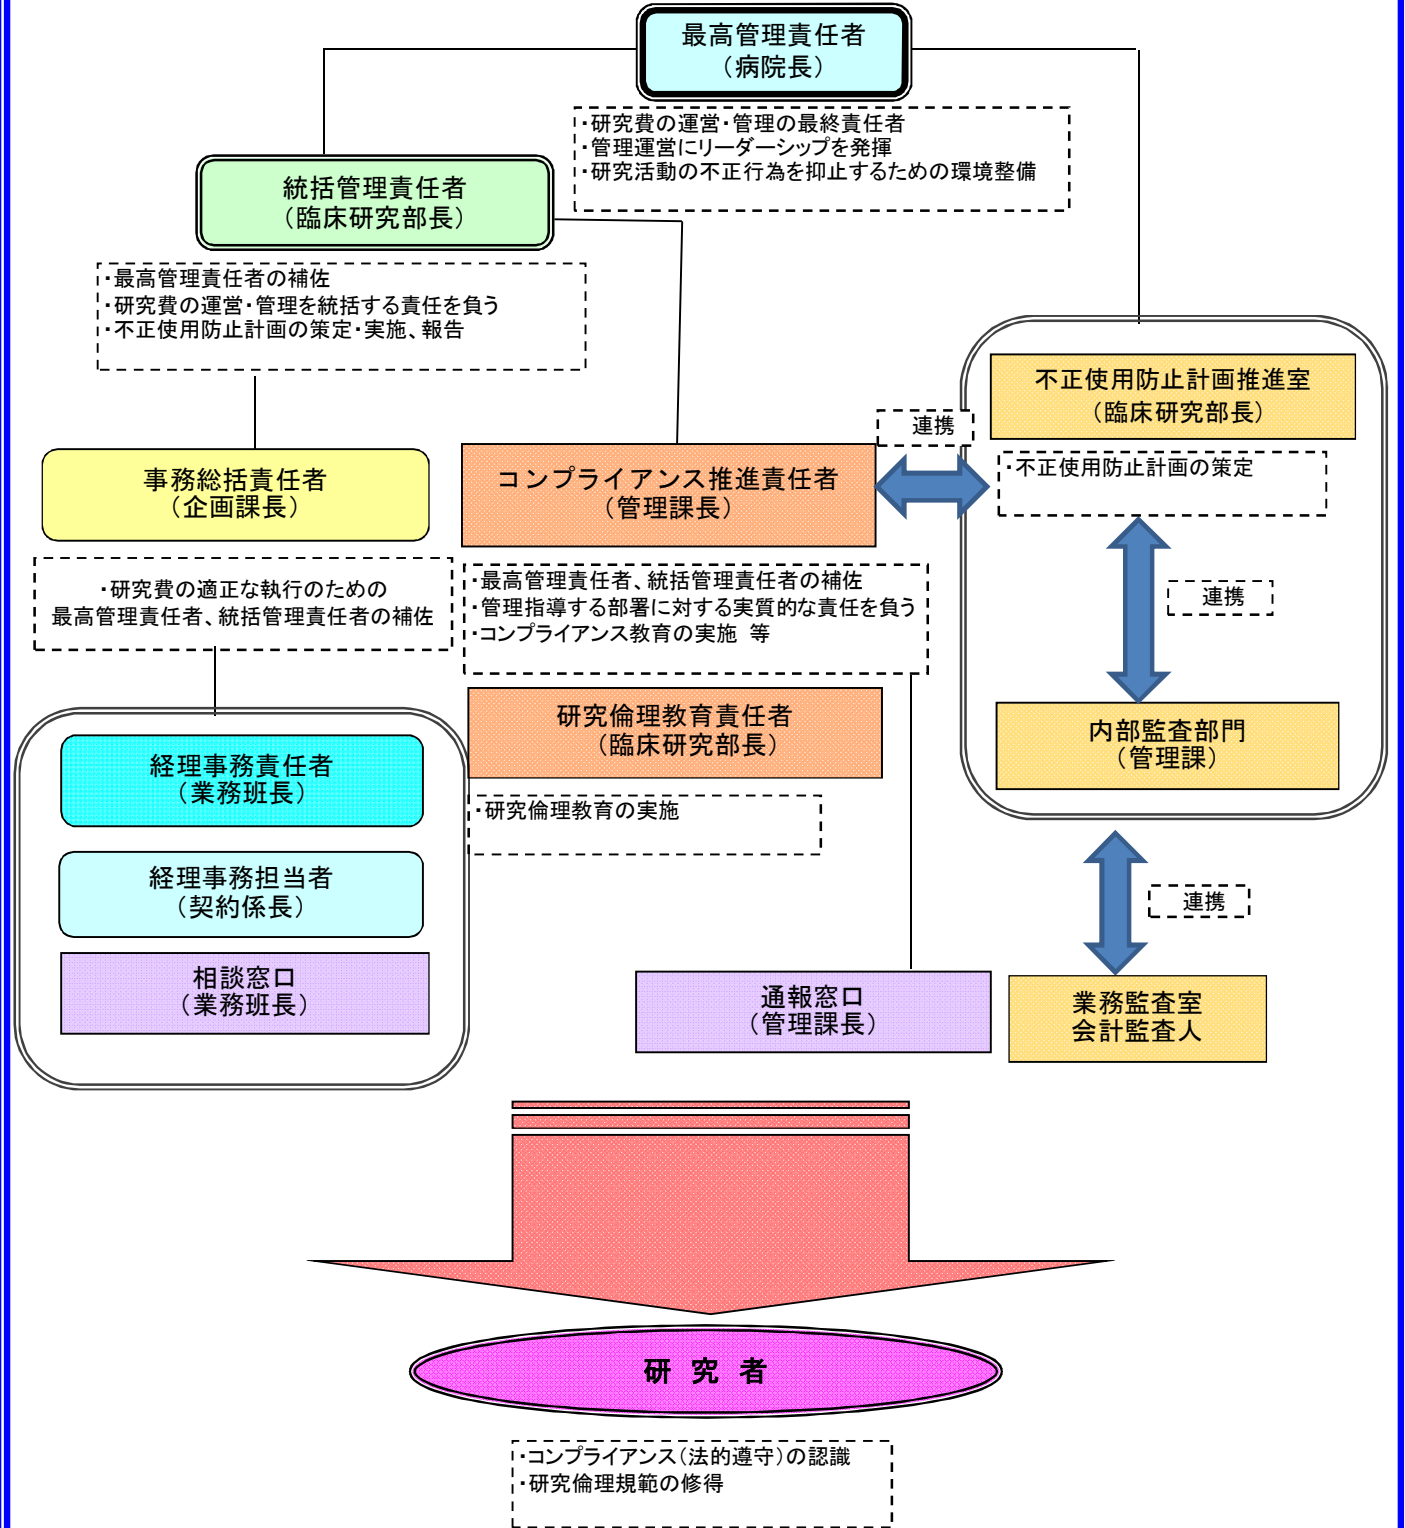 最高管理責任者
（病院長）
・研究費の運営・管理の最終責任者
・管理運営にリーダーシップを発揮
・研究活動の不正行為を抑止するための環境整備
統括管理責任者
（臨床研究部長）
・最高管理責任者の補佐
・研究費の運営・管理を統括する責任を負う
・不正使用防止計画の策定・実施、報告
不正使用防止計画推進室
（臨床研究部長）
・不正使用防止計画の策定
連携
事務総括責任者
（企画課長）
コンプライアンス推進責任者
（管理課長）
・研究費の適正な執行のための
最高管理責任者、統括管理責任者の補佐
・最高管理責任者、統括管理責任者の補佐
・管理指導する部署に対する実質的な責任を負う
・コンプライアンス教育の実施 等
連携
研究倫理教育責任者
（臨床研究部長）
・研究倫理教育の実施
内部監査部門
（管理課）
経理事務責任者
（業務班長）
経理事務担当者
（契約係長）
相談窓口
（業務班長）
連携
通報窓口
（管理課長）
業務監査室
会計監査人
研 究 者
・コンプライアンス（法的遵守）の認識
・研究倫理規範の修得